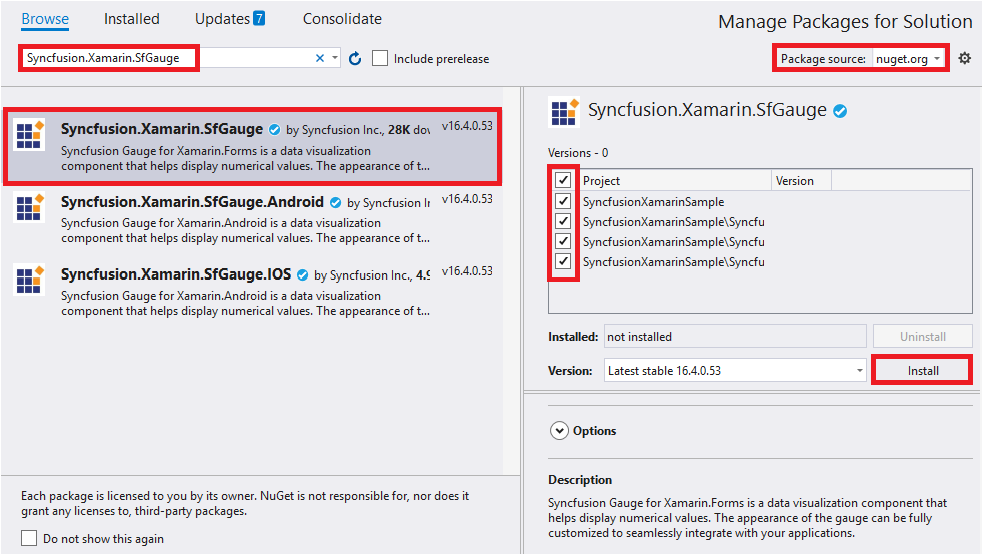 Browse Installed Updates 7 Consolidate
Manage Packages for Solution
Syncfusion.Xamarin.SfGauge
Include prerelease
Package source: nuget.org
Syncfusion.Xamarin.SfGauge by Syncfusion Inc., 28K dov v16.4.0.53
Syncfusion Gauge for Xamarin.Forms is a data visualization
component that helps display numerical values. The appearance of t...
Syncfusion.Xamarin.SfGauge.Android by Syncfusion Ir v16.4.0.53
Syncfusion Gauge for Xamarin.Android is a data visualization
component that helps display numerical values. The appearance of t...
Syncfusion.Xamarin.SfGauge.IOS by Syncfusion Inc., 4.9 v16.4.0.53
Syncfusion Gauge for Xamarin.Android is a data visualization
component that helps display numerical values. The appearance of t...
Each package is licensed to you by its owner. NuGet is not responsible for, nor does it
grant any licenses to, third-party packages.
Do not show this again
Syncfusion.Xamarin.SfGauge
Versions - 0
Project Version
SyncfusionXamarinSample
SyncfusionXamarinSample\Syncfu
SyncfusionXamarinSample\Syncfu
SyncfusionXamarinSample\Syncfu
Installed: not installed Uninstall
Version: Latest stable 16.4.0.53 Install
Options
Description
Syncfusion Gauge for Xamarin.Forms is a data visualization component that
helps display numerical values. The appearance of the gauge can be fully
customized to seamlessly integrate with your applications.